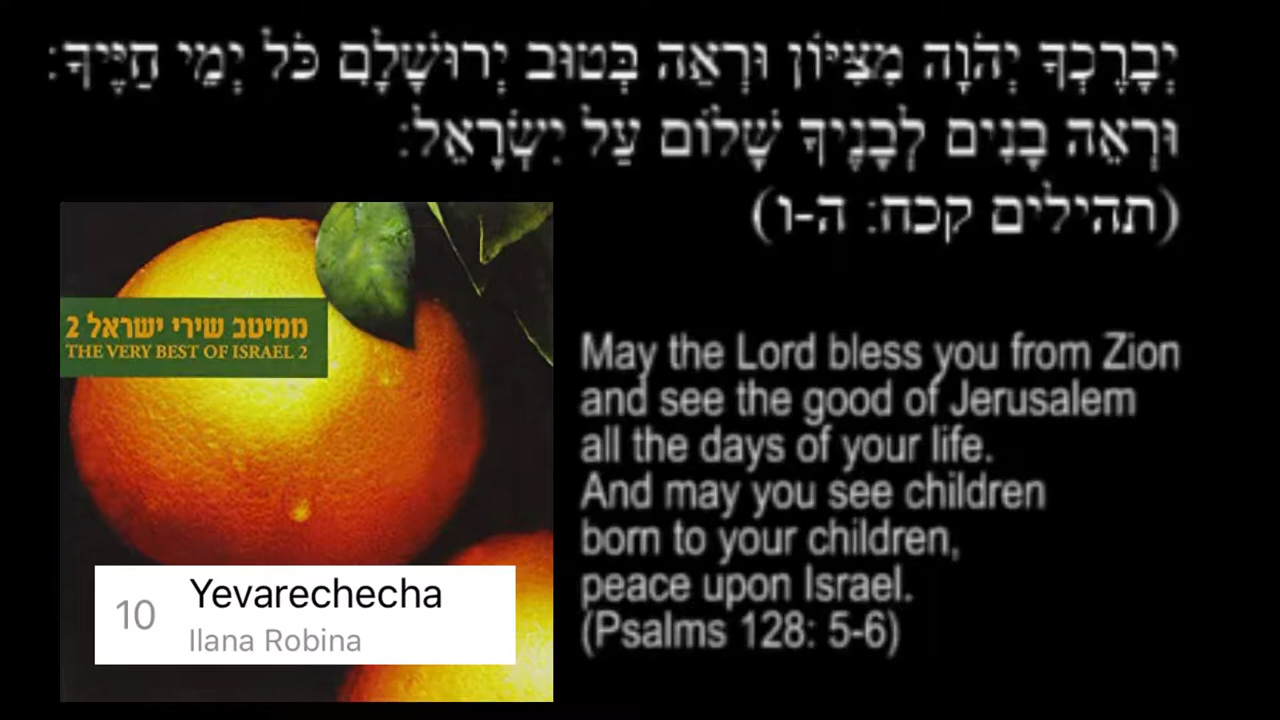 יְבָרֶכְךָ יְהֹוָה מִצִּיּוֹן וּרְאֵה בְּטוּב יְרוּשָׁלָםִ כֹּל יְמֵי חַיֶּיךָ:
וּרְאֵה בָנִים לְבָנֶיךָ שָׁלוֹם עַל יִשְׂרָאֵל:
(תהילים קכח: ה-ו)
ממיטב שירי ישראל 2
THE VERY BEST OF ISRAEL 2
10
Yevarechecha
Ilana Robina
May the Lord bless you from Zion
and see the good of Jerusalem
all the days of your life.
And may you see children
born to your children,
peace upon Israel.
(Psalms 128: 5-6)